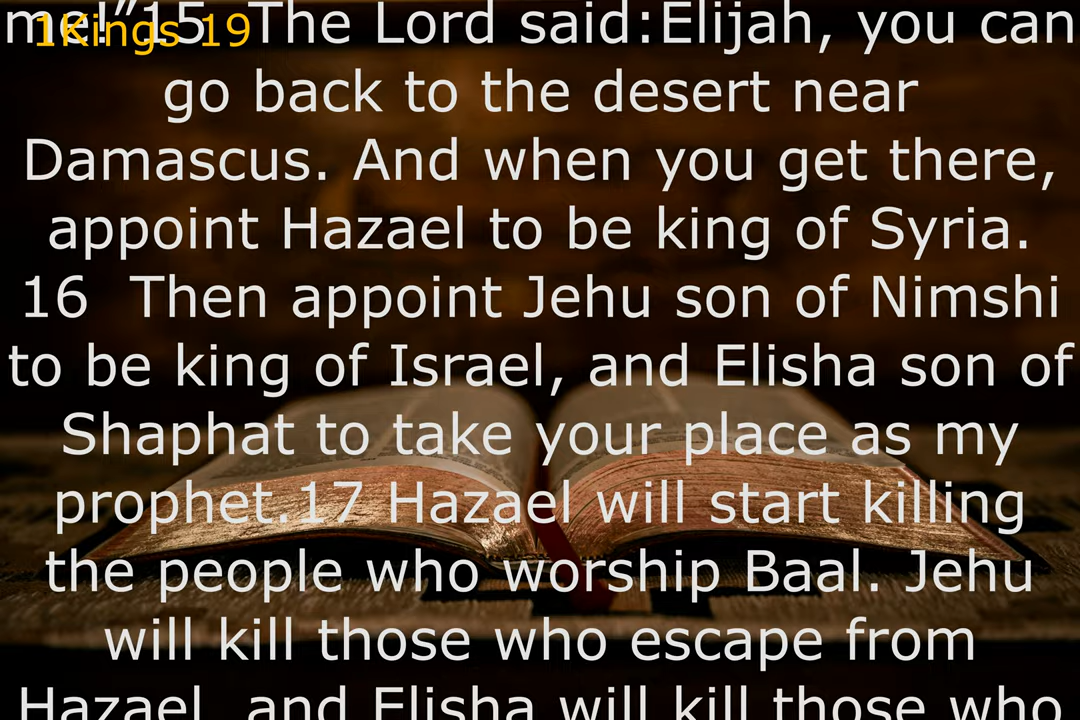 1Kings 19
me!”15  The Lord said:Elijah, you can
go back to the desert near
Damascus. And when you get there,
appoint Hazael to be king of Syria.
16  Then appoint Jehu son of Nimshi
to be king of Israel, and Elisha son of
Shaphat to take your place as my
prophet.17 Hazael will start killing
the people who worship Baal. Jehu
will kill those who escape from
Hazael, and Elisha will kill those who